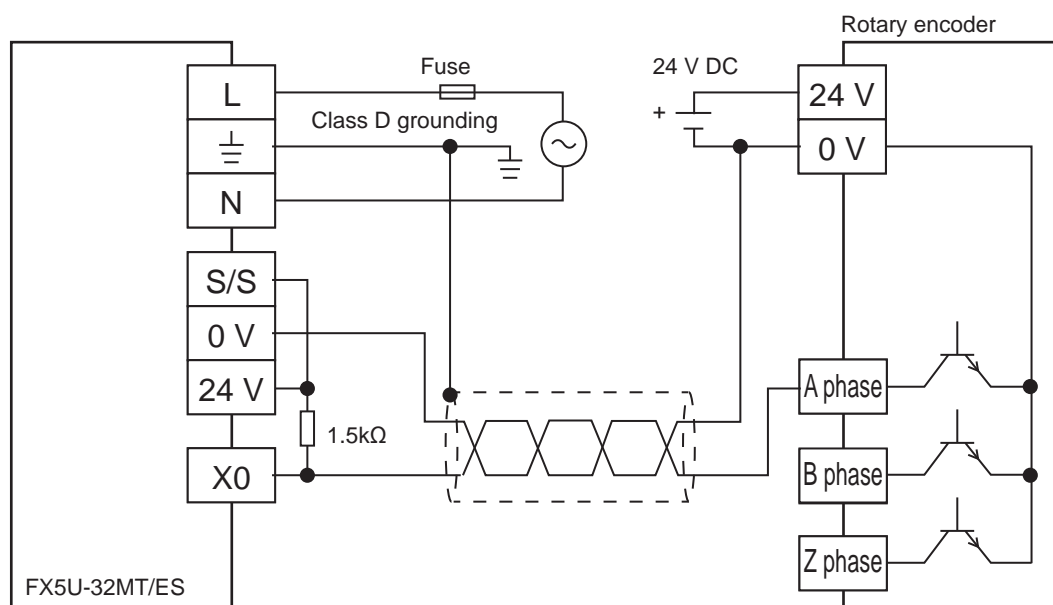 Rotary encoder
Fuse
24 V DC
+
L
24 V
Class D grounding
0 V
N
S/S
0 V
24 V
1.5kΩ
A phase
X0
B phase
Z phase
FX5U-32MT/ES